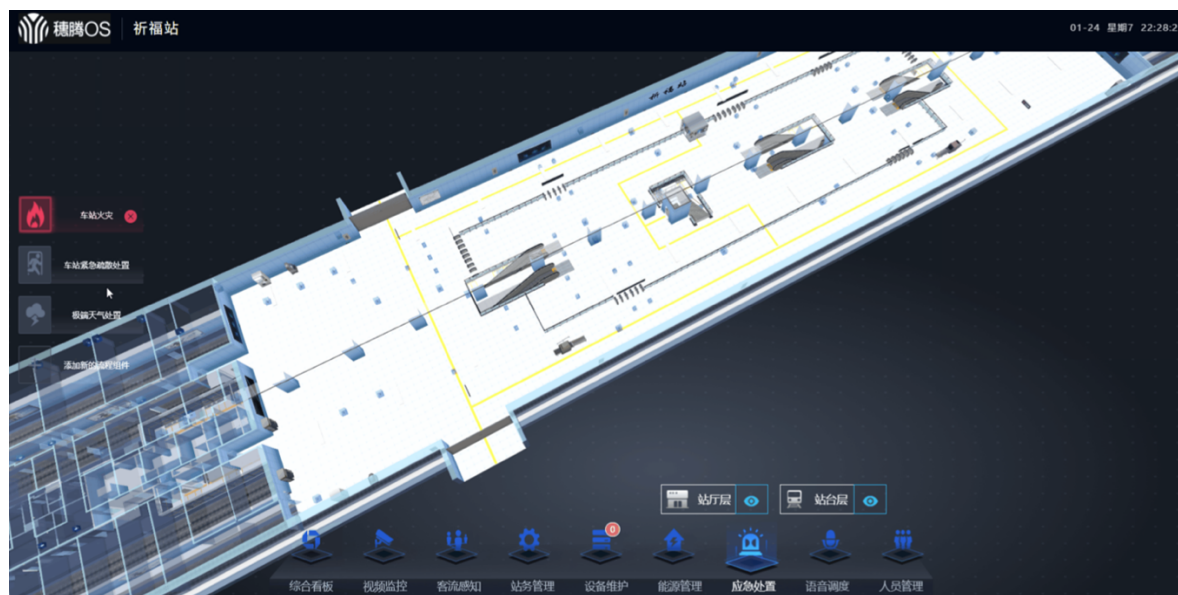 穗腾OS 祈福站
01-24 星期7 22:28:2
祈福站
车站火灾
车站紧急疏散处置
极端天气处置
添加新的流程组件
站厅层
站台层
0
综合看板 视频监控 客流感知 站务管理 设备维护 能源管理 应急处置 语音调度 人员管理